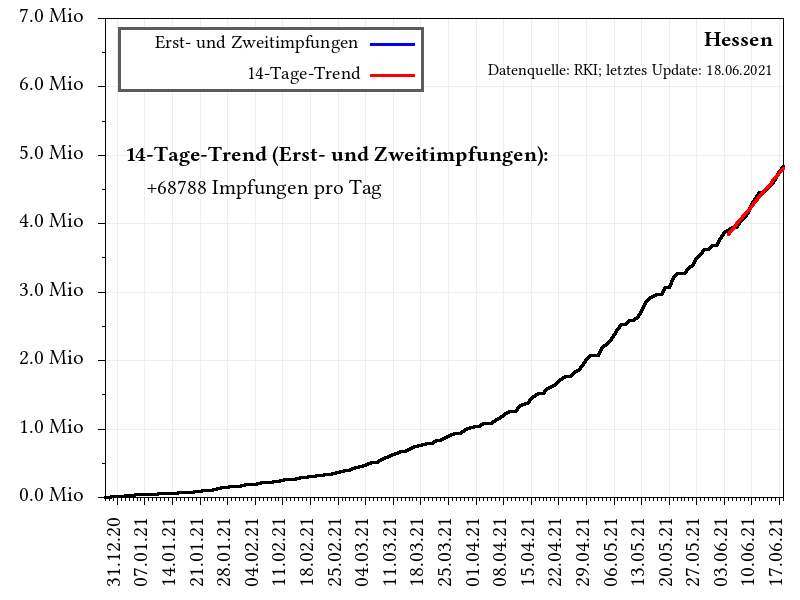 7.0 Mio
6.0 Mio
5.0 Mio
4.0 Mio
3.0 Mio
2.0 Mio
1.0 Mio
0.0 Mio
Erst- und Zweitimpfungen
14-Tage-Trend
Hessen
Datenquelle: RKI; letztes Update: 18.06.2021
14-Tage-Trend (Erst- und Zweitimpfungen):
+68788 Impfungen pro Tag
31.12.20
07.01.21
14.01.21
21.01.21
28.01.21
04.02.21
11.02.21
18.02.21
25.02.21
04.03.21
11.03.21
18.03.21
25.03.21
01.04.21
08.04.21
15.04.21
22.04.21
29.04.21
06.05.21
13.05.21
20.05.21
27.05.21
03.06.21
10.06.21
17.06.21